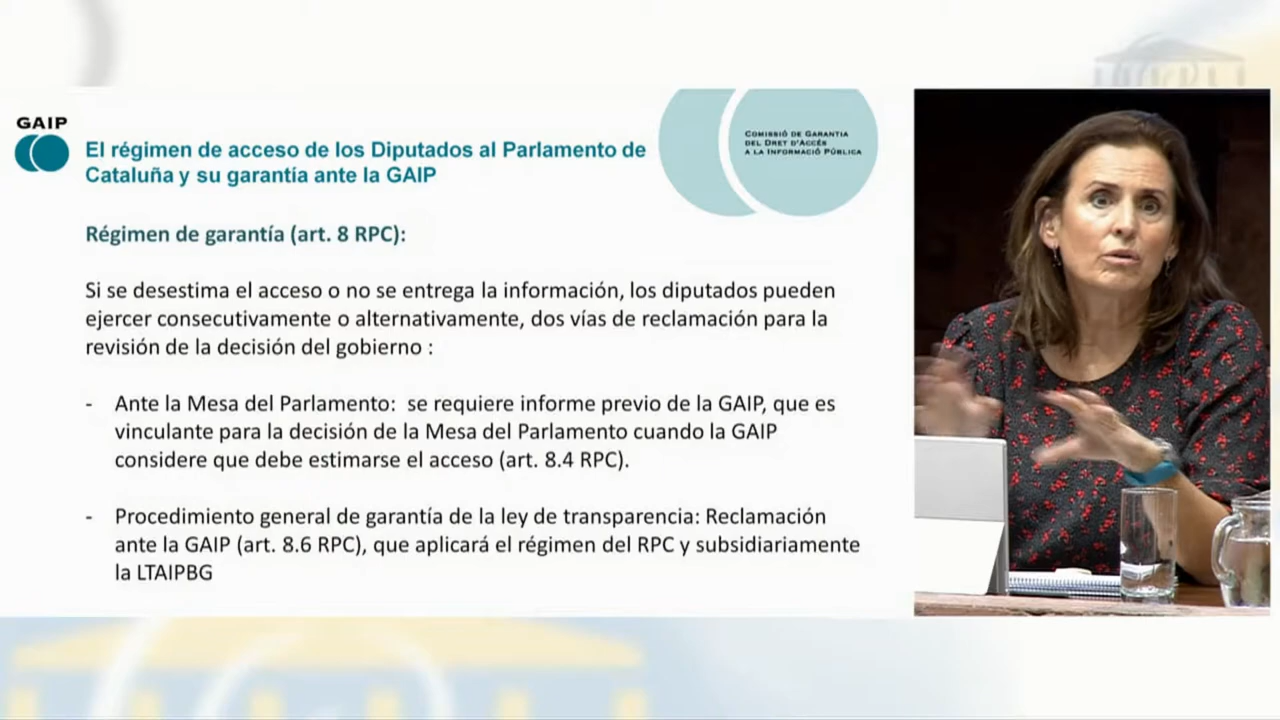 GAIP
El régimen de acceso de los Diputados al Parlamento de
Cataluña y su garantía ante la GAIP
Comissió de Garantia
del Dret d'Accés
a la Informació Pública
Régimen de garantía (art. 8 RPC):
Si se desestima el acceso o no se entrega la información, los diputados pueden
ejercer consecutivamente o alternativamente, dos vías de reclamación para la
revisión de la decisión del gobierno :
- Ante la Mesa del Parlamento:  se requiere informe previo de la GAIP, que es
vinculante para la decisión de la Mesa del Parlamento cuando la GAIP
considere que debe estimarse el acceso (art. 8.4 RPC).
- Procedimiento general de garantía de la ley de transparencia: Reclamación
ante la GAIP (art. 8.6 RPC), que aplicará el régimen del RPC y subsidiariamente
la LTAIPBG